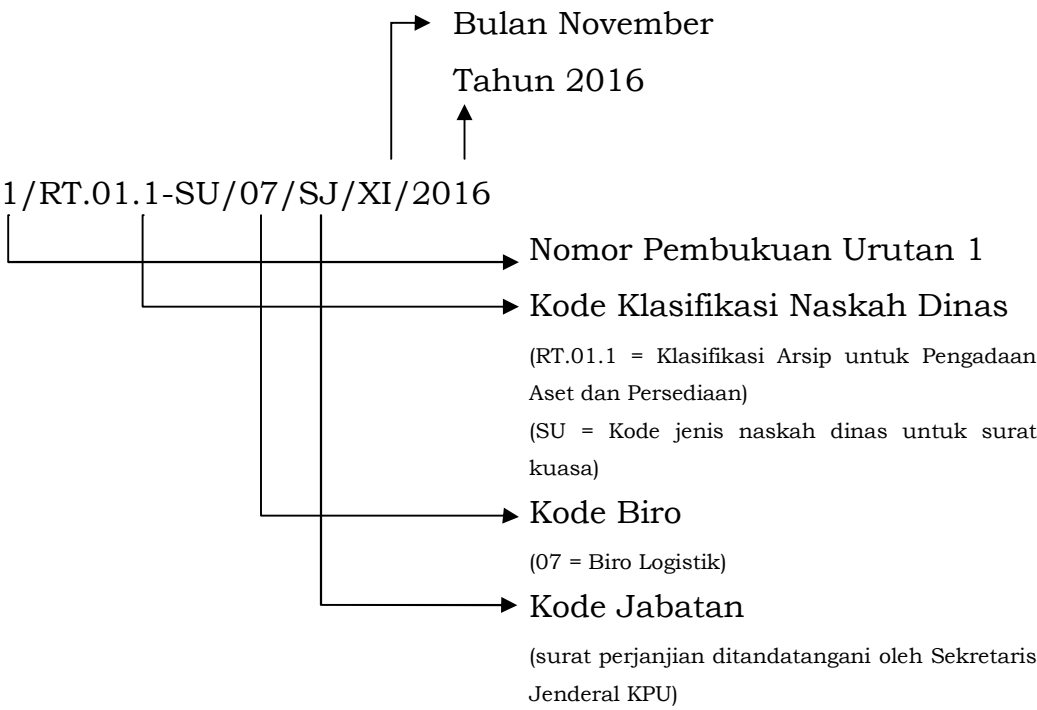 Bulan November
Tahun 2016
1/RT.01.1-SU/07/SJ/XI/2016
Nomor Pembukuan Urutan 1
Kode Klasifikasi Naskah Dinas
(RT.01.1 = Klasifikasi Arsip untuk Pengadaan
Aset dan Persediaan)
(SU = Kode jenis naskah dinas untuk surat
kuasa)
Kode Biro
(07 = Biro Logistik)
Kode Jabatan
(surat perjanjian ditandatangani oleh Sekretaris
Jenderal KPU)